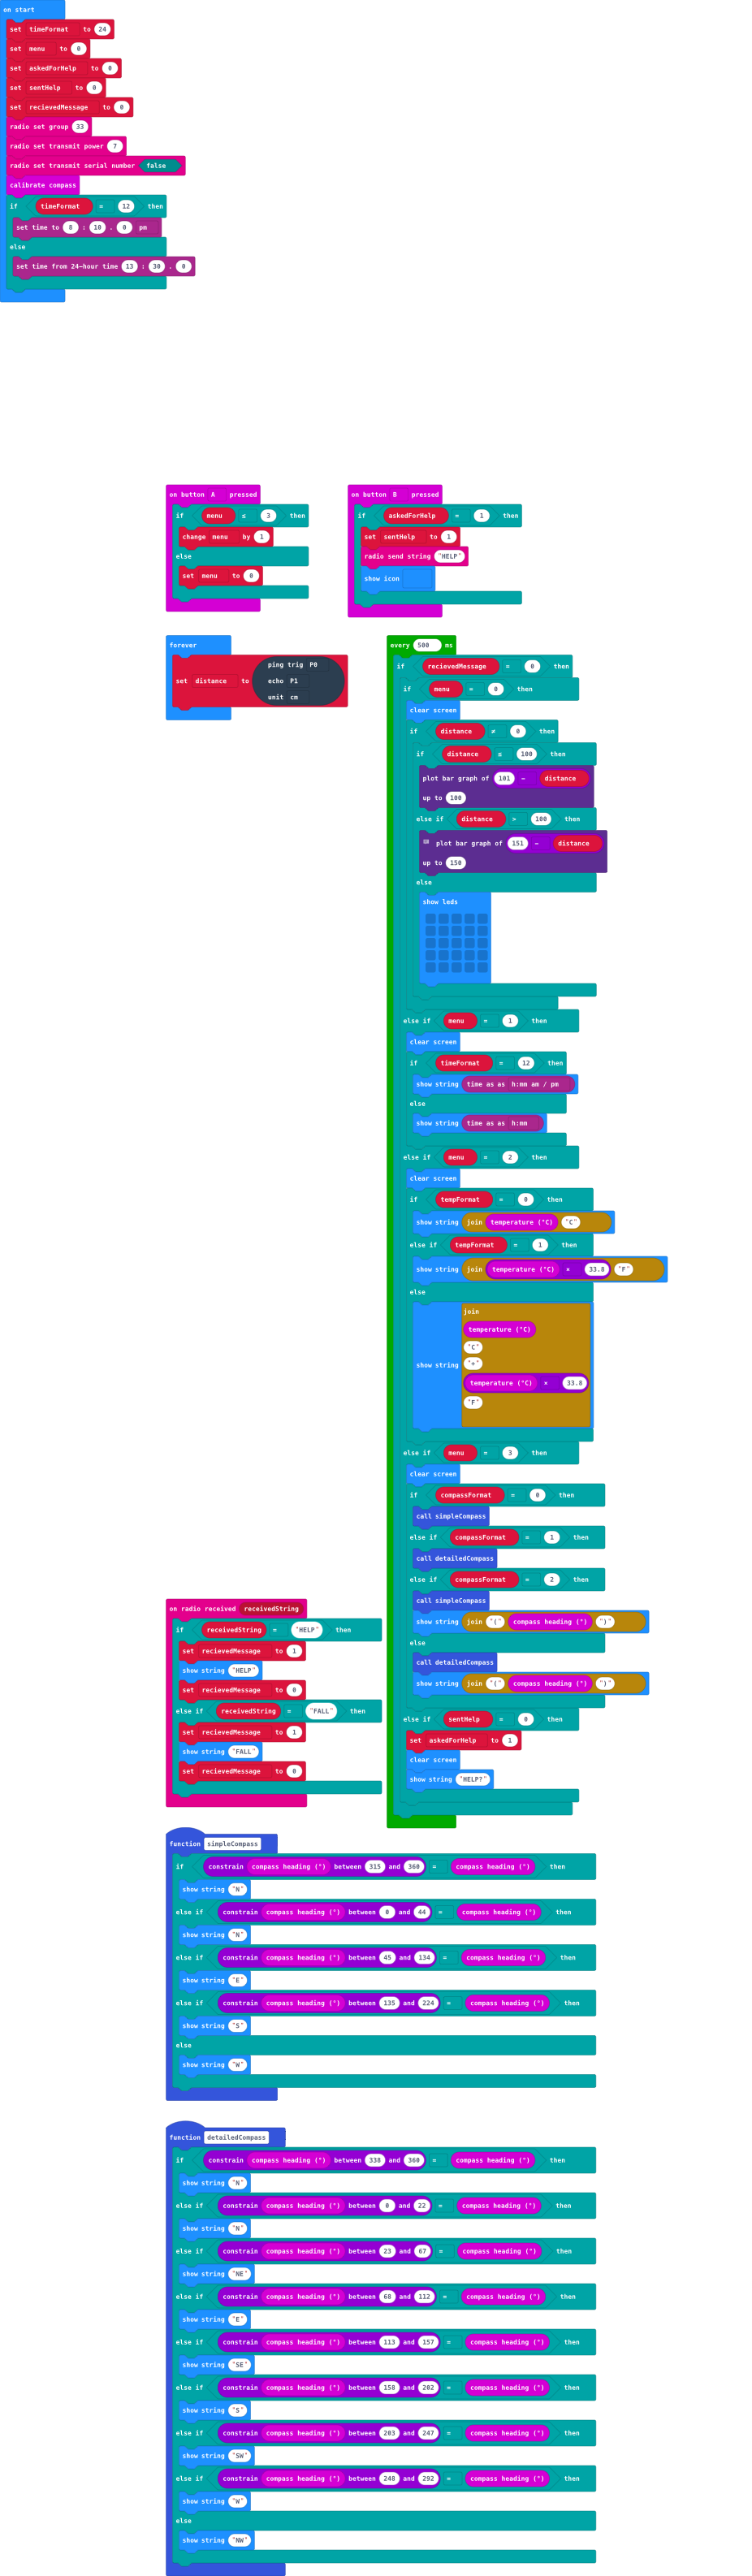 on start
set timeFormat to 24
set menu to 0
set askedForHelp to 0
set sentHelp to 0
set recievedMessage to 0
radio set group 33
radio set transmit power 7
radio set transmit serial number false
calibrate compass
if timeFormat = 12 then
set time to 8 : 10 . 0 pm
else
set time from 24-hour time 13 : 30 . 0
on button A pressed
if menu ≤ 3 then
change menu by 1
else
set menu to 0
on button B pressed
if askedForHelp = 1 then
set sentHelp to 1
radio send string "HELP"
show icon
forever
set distance to
ping trig P0
echo P1
unit cm
every 500 ms
if recievedMessage = 0 then
if menu = 0 then
clear screen
if distance ≠ 0 then
if distance ≤ 100 then
plot bar graph of 101 - distance
up to 100
else if distance > 100 then
plot bar graph of 151 - distance
up to 150
else
show leds
else if menu = 1 then
clear screen
if timeFormat = 12 then
show string time as as h:mm am / pm
else
show string time as as h:mm
else if menu = 2 then
clear screen
if tempFormat = 0 then
show string join temperature (°C) "C"
else if tempFormat = 1 then
show string join temperature (°C) × 33.8 "F"
else
show string
join
temperature (°C)
"C"
"+"
temperature (°C) × 33.8
"F"
else if menu = 3 then
clear screen
if compassFormat = 0 then
call simpleCompass
else if compassFormat = 1 then
call detailedCompass
else if compassFormat = 2 then
call simpleCompass
show string join "(" compass heading (°) ")"
else
call detailedCompass
show string join "(" compass heading (°) ")"
else if sentHelp = 0 then
set askedForHelp to 1
clear screen
show string "HELP?"
on radio received receivedString
if receivedString = "HELP" then
set recievedMessage to 1
show string "HELP"
set recievedMessage to 0
else if receivedString = "FALL" then
set recievedMessage to 1
show string "FALL"
set recievedMessage to 0
function simpleCompass
if constrain compass heading (°) between 315 and 360 = compass heading (°) then
show string "N"
else if constrain compass heading (°) between 0 and 44 = compass heading (°) then
show string "N"
else if constrain compass heading (°) between 45 and 134 = compass heading (°) then
show string "E"
else if constrain compass heading (°) between 135 and 224 = compass heading (°) then
show string "S"
else
show string "W"
function detailedCompass
if constrain compass heading (°) between 338 and 360 = compass heading (°) then
show string "N"
else if constrain compass heading (°) between 0 and 22 = compass heading (°) then
show string "N"
else if constrain compass heading (°) between 23 and 67 = compass heading (°) then
show string "NE"
else if constrain compass heading (°) between 68 and 112 = compass heading (°) then
show string "E"
else if constrain compass heading (°) between 113 and 157 = compass heading (°) then
show string "SE"
else if constrain compass heading (°) between 158 and 202 = compass heading (°) then
show string "S"
else if constrain compass heading (°) between 203 and 247 = compass heading (°) then
show string "SW"
else if constrain compass heading (°) between 248 and 292 = compass heading (°) then
show string "W"
else
show string "NW"